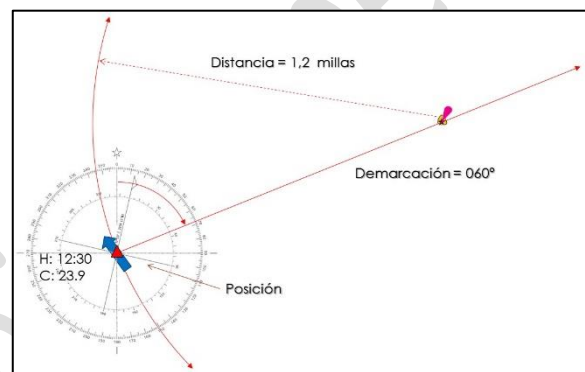 Distancia = 1,2 millas
Demarcación = 060º
H: 12:30
C: 23.9
Posición